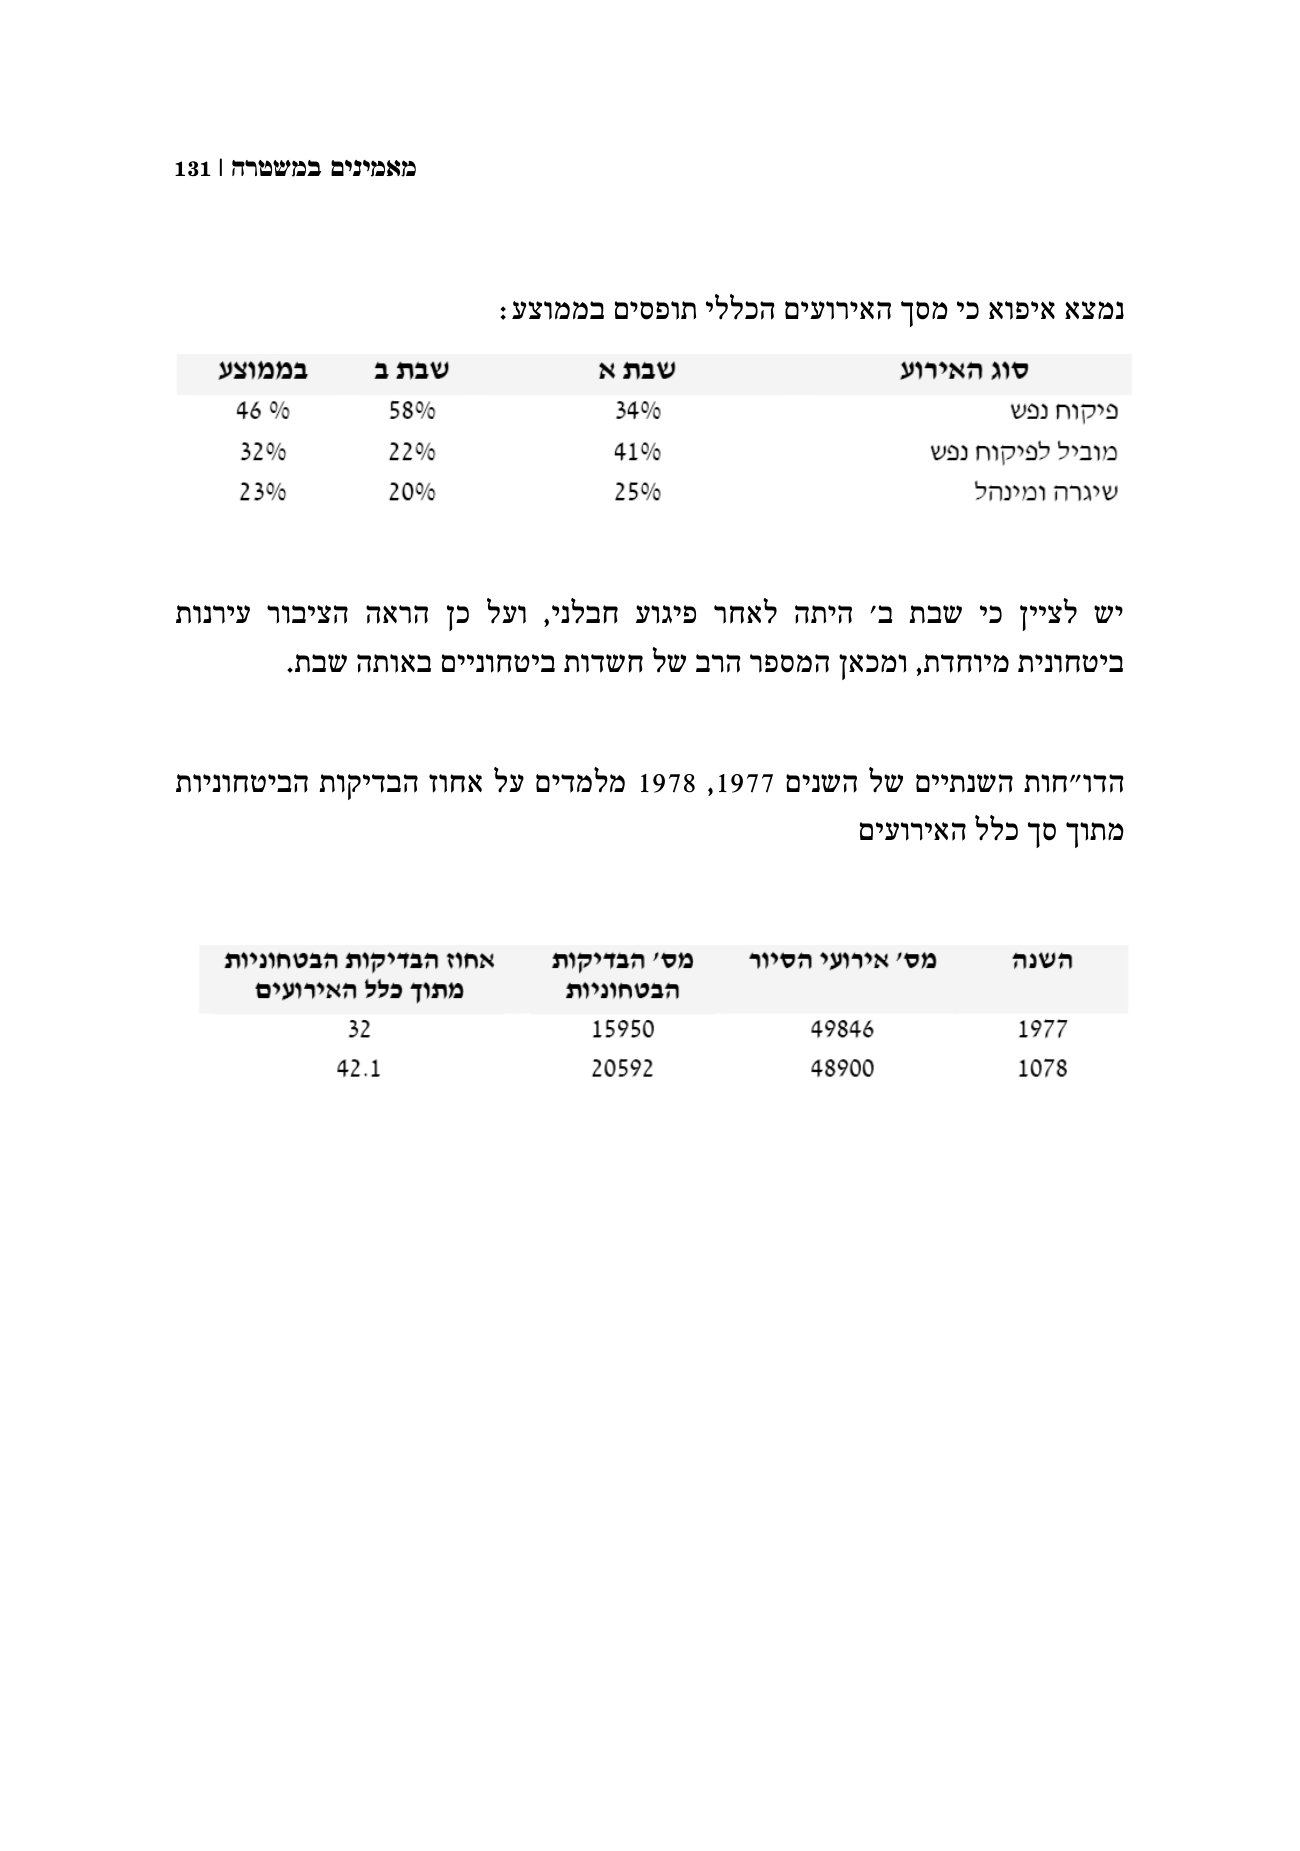 מאמינים במשטרה | 131
נמצא איפוא כי מסך האירועים הכללי תופסים בממוצע:
סוג האירוע שבת א שבת ב בממוצע
פיקוח נפש 34% 58% 46 %
מוביל לפיקוח נפש 41% 22% 32%
שיגרה ומינהל 25% 20% 23%
יש לציין כי שבת ב׳ היתה לאחר פיגוע חבלני, ועל כן הראה הציבור עירנות
ביטחונית מיוחדת, ומכאן המספר הרב של חשדות ביטחוניים באותה שבת.
הדו״חות השנתיים של השנים 1977, 1978 מלמדים על אחוז הבדיקות הביטחוניות
מתוך סך כלל האירועים
השנה מס׳ אירועי הסיור מס׳ הבדיקות אחוז הבדיקות הבטחוניות
הבטחוניות מתוך כלל האירועים
1977 49846 15950 32
1078 48900 20592 42.1